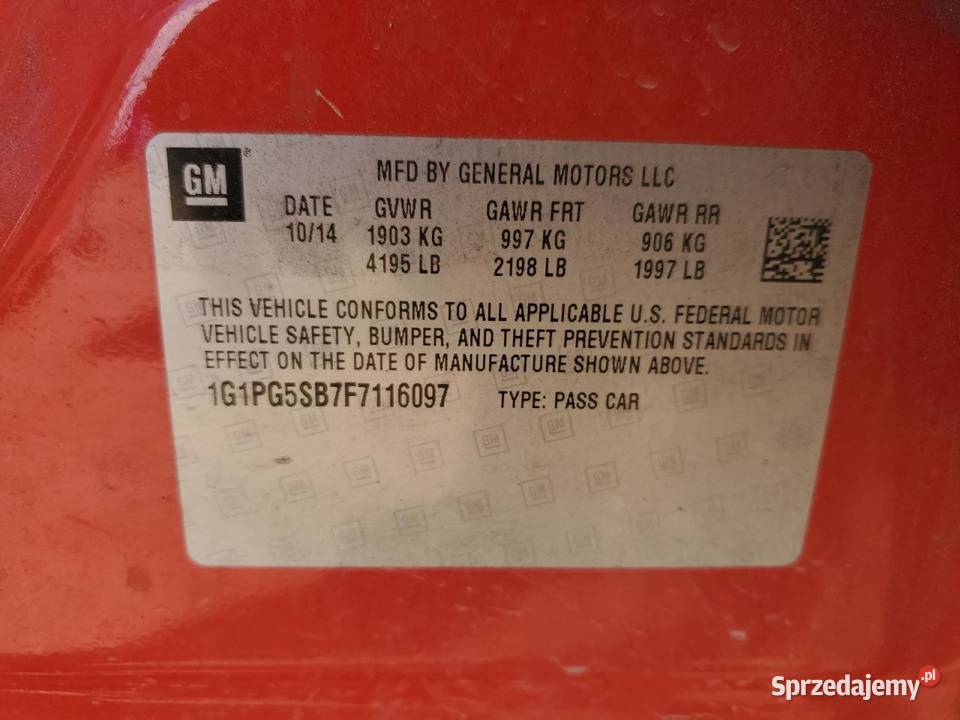 GM
MFD BY GENERAL MOTORS LLC
DATE GVWR GAWR FRT GAWR RR
10/14 1903 KG 997 KG 906 KG
4195 LB 2198 LB 1997 LB
THIS VEHICLE CONFORMS TO ALL APPLICABLE U.S. FEDERAL MOTOR
VEHICLE SAFETY, BUMPER, AND THEFT PREVENTION STANDARDS IN
EFFECT ON THE DATE OF MANUFACTURE SHOWN ABOVE.
1G1PG5SB7F7116097 TYPE: PASS CAR
Sprzedajemy.pl